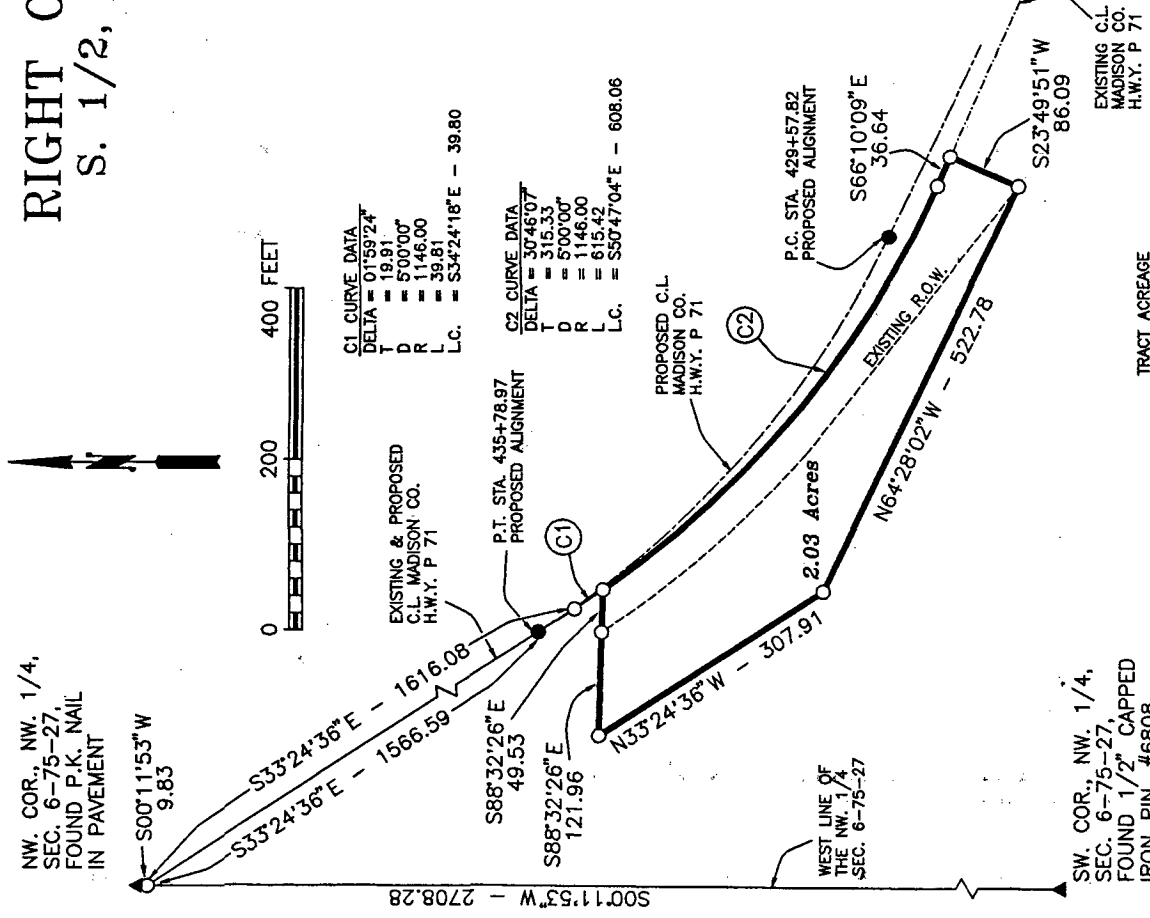 RIGHT O
S. 1/2,
NW. COR., NW. 1/4,
SEC. 6-75-27,
FOUND P.K. NAIL
IN PAVEMENT
S00°11'53"W
9.83
0 200 400 FEET
S33°24'36"E - 1616.08
S33°24'36"E - 1566.59
EXISTING & PROPOSED
C.L. MADISON CO.
H.W.Y. P 71
P.T. STA. 435+78.97
PROPOSED ALIGNMENT
C1
C1 CURVE DATA
DELTA = 01°59'24"
T = 19.91
D = 5°00'00"
R = 1146.00
L = 39.81
L.C. = S34°24'18"E - 39.80
C2 CURVE DATA
DELTA = 30°46'07"
T = 315.33
D = 5°00'00"
R = 1146.00
L = 615.42
L.C. = S50°47'04"E - 608.06
S88°32'26"E
49.53
S88°32'26"E
121.96
N33°24'36"W - 307.91
2.03 Acres
N64°28'02"W - 522.78
EXISTING R.O.W.
PROPOSED C.L.
MADISON CO.
H.W.Y. P 71
C2
P.C. STA. 429+57.82
PROPOSED ALIGNMENT
S66°10'09"E
36.64
S23°49'51"W
86.09
EXISTING C.L.
MADISON CO.
H.W.Y. P 71
S00°11'53"W - 2708.28
WEST LINE OF
THE NW. 1/4
SEC. 6-75-27
SW. COR., NW. 1/4,
SEC. 6-75-27,
FOUND 1/2" CAPPED
IRON PIN #6808
TRACT ACREAGE